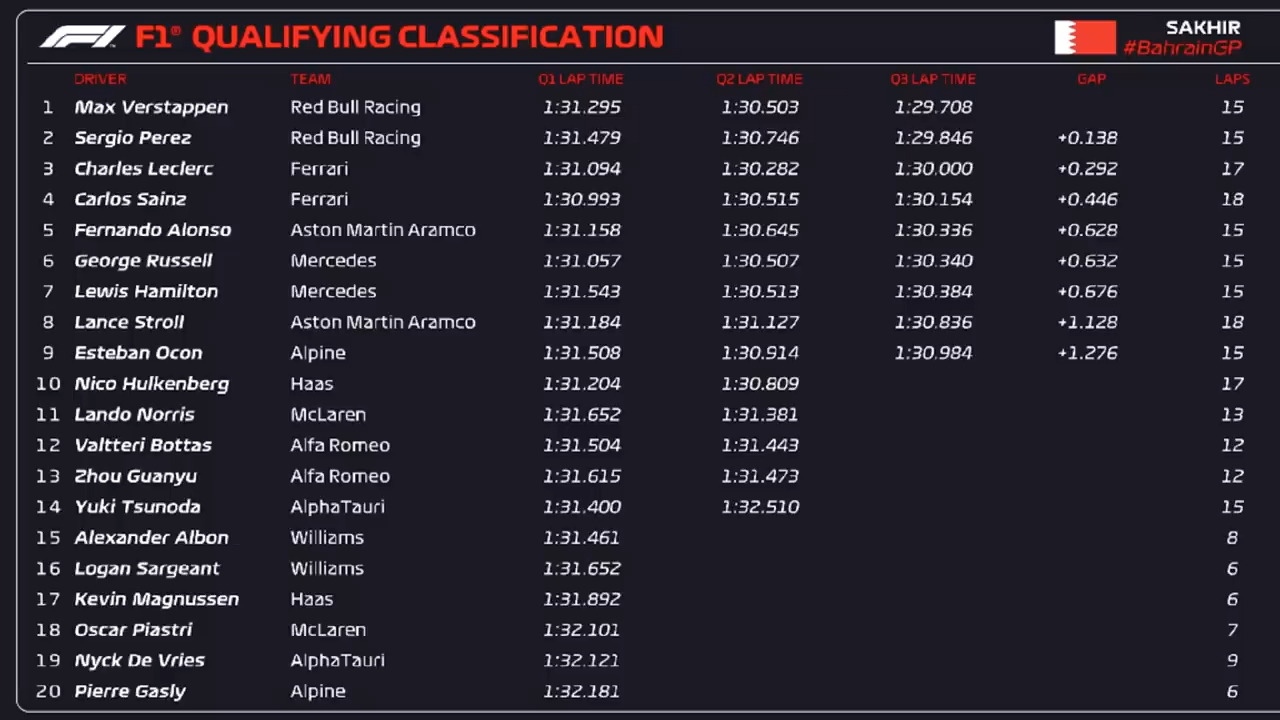 F1® QUALIFYING CLASSIFICATION SAKHIR
#BahrainGP
DRIVER TEAM Q1 LAP TIME Q2 LAP TIME Q3 LAP TIME GAP LAPS
1 Max Verstappen Red Bull Racing 1:31.295 1:30.503 1:29.708 15
2 Sergio Perez Red Bull Racing 1:31.479 1:30.746 1:29.846 +0.138 15
3 Charles Leclerc Ferrari 1:31.094 1:30.282 1:30.000 +0.292 17
4 Carlos Sainz Ferrari 1:30.993 1:30.515 1:30.154 +0.446 18
5 Fernando Alonso Aston Martin Aramco 1:31.158 1:30.645 1:30.336 +0.628 15
6 George Russell Mercedes 1:31.057 1:30.507 1:30.340 +0.632 15
7 Lewis Hamilton Mercedes 1:31.543 1:30.513 1:30.384 +0.676 15
8 Lance Stroll Aston Martin Aramco 1:31.184 1:31.127 1:30.836 +1.128 18
9 Esteban Ocon Alpine 1:31.508 1:30.914 1:30.984 +1.276 15
10 Nico Hulkenberg Haas 1:31.204 1:30.809 17
11 Lando Norris McLaren 1:31.652 1:31.381 13
12 Valtteri Bottas Alfa Romeo 1:31.504 1:31.443 12
13 Zhou Guanyu Alfa Romeo 1:31.615 1:31.473 12
14 Yuki Tsunoda AlphaTauri 1:31.400 1:32.510 15
15 Alexander Albon Williams 1:31.461 8
16 Logan Sargeant Williams 1:31.652 6
17 Kevin Magnussen Haas 1:31.892 6
18 Oscar Piastri McLaren 1:32.101 7
19 Nyck De Vries AlphaTauri 1:32.121 9
20 Pierre Gasly Alpine 1:32.181 6